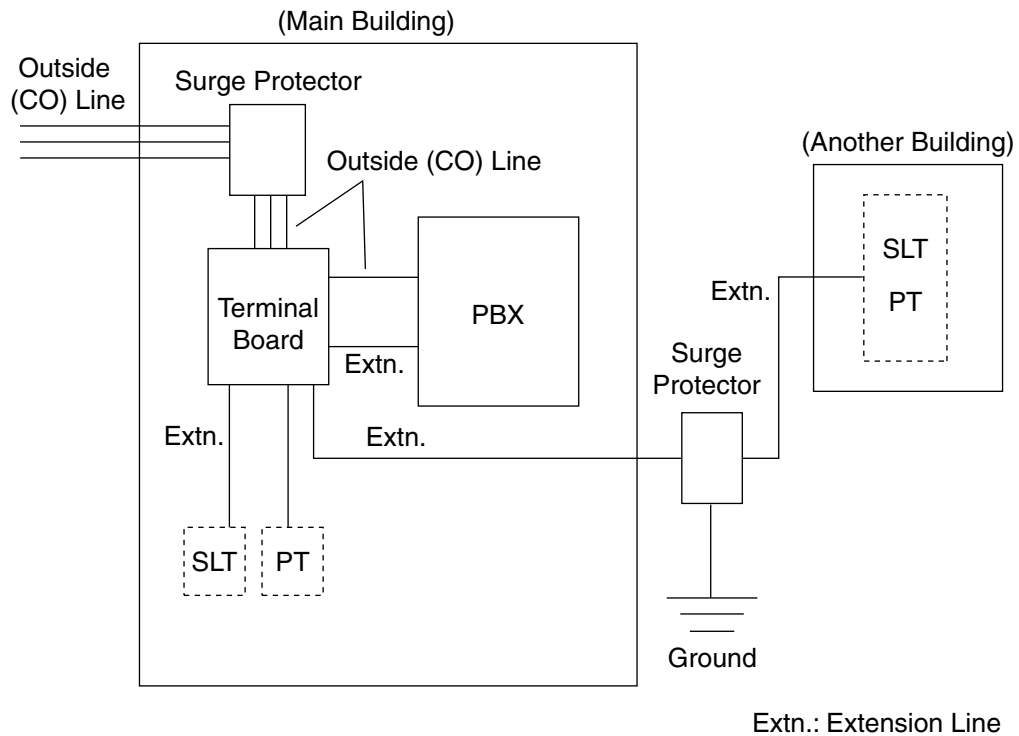 (Main Building)
Outside
(CO) Line
Surge Protector
Outside (CO) Line
(Another Building)
SLT
PT
Extn.
Terminal
Board
PBX
Extn.
Surge
Protector
Extn.
Extn.
SLT
PT
Ground
Extn.: Extension Line